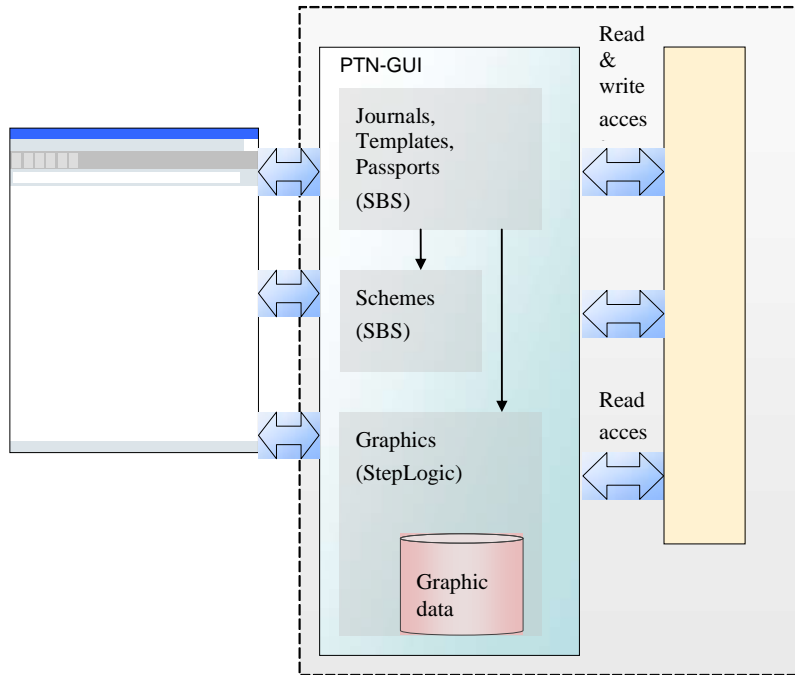 PTN-GUI
Journals,
Templates,
Passports
(SBS)
Schemes
(SBS)
Graphics
(StepLogic)
Graphic
data
Read
&
write
acces
Read
acces